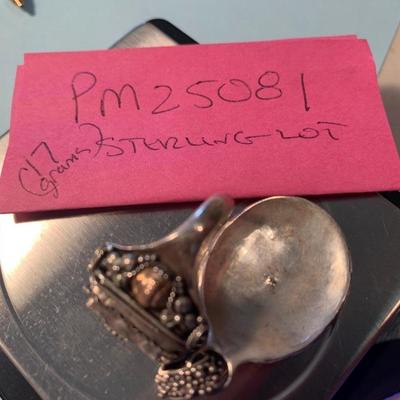 PM25081
(17 grams) STERLING-LOT